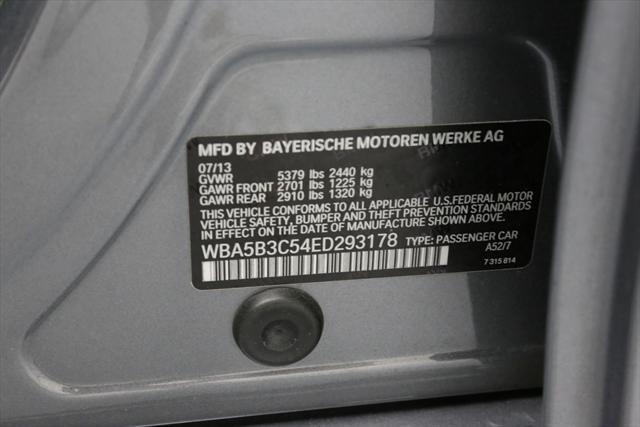 MFD BY BAYERISCHE MOTOREN WERKE AG
07/13
GVWR 5379 lbs 2440 kg
GAWR FRONT 2701 lbs 1225 kg
GAWR REAR 2910 lbs 1320 kg
THIS VEHICLE CONFORMS TO ALL APPLICABLE U.S.FEDERAL MOTOR
VEHICLE SAFETY, BUMPER AND THEFT PREVENTION STANDARDS
IN EFFECT ON THE DATE OF MANUFACTURE SHOWN ABOVE.
WBA5B3C54ED293178 TYPE: PASSENGER CAR
A52/7
7 315 814